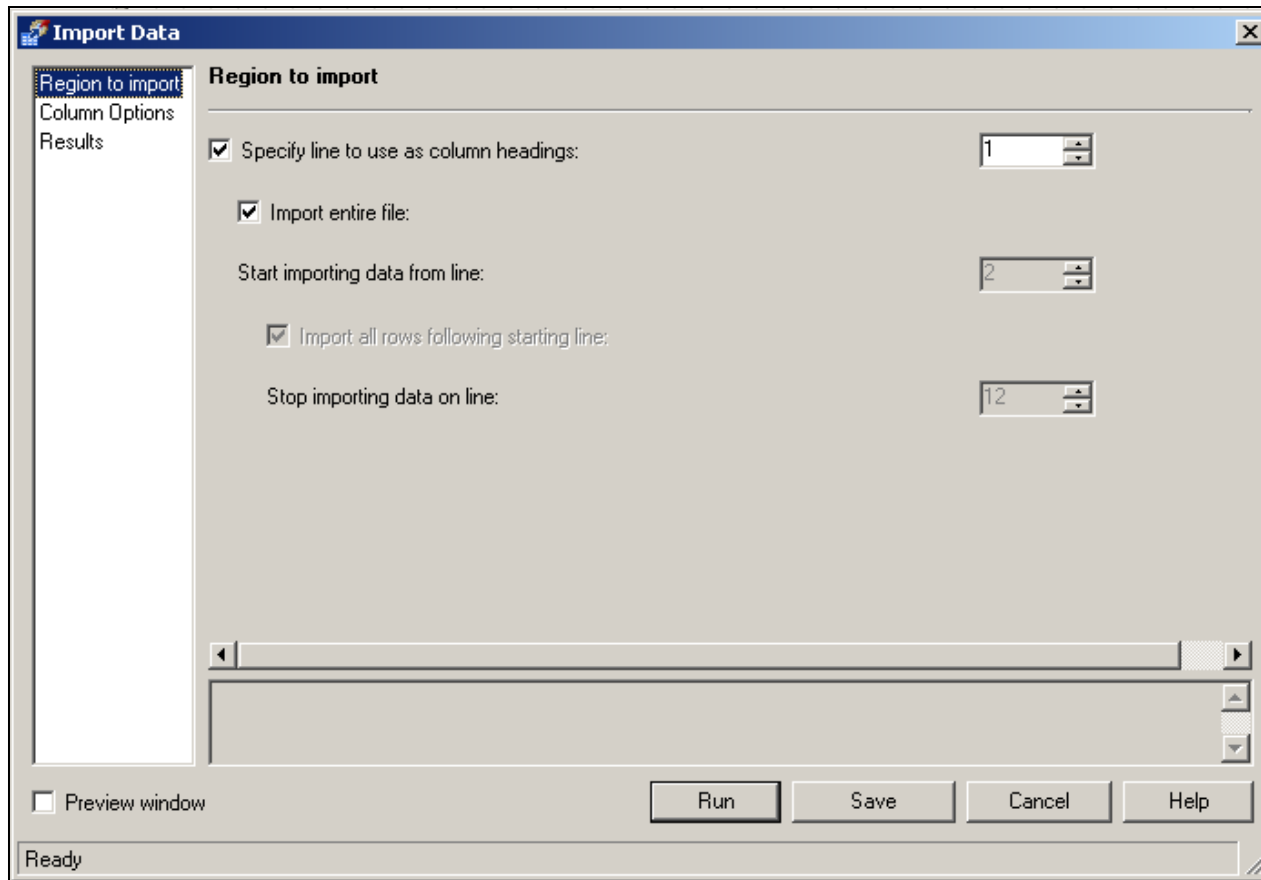 Import Data
Region to import
Column Options
Results
Region to import
Specify line to use as column headings: 1
Import entire file:
Start importing data from line: 2
Import all rows following starting line:
Stop importing data on line: 12
Preview window
Run Save Cancel Help
Ready